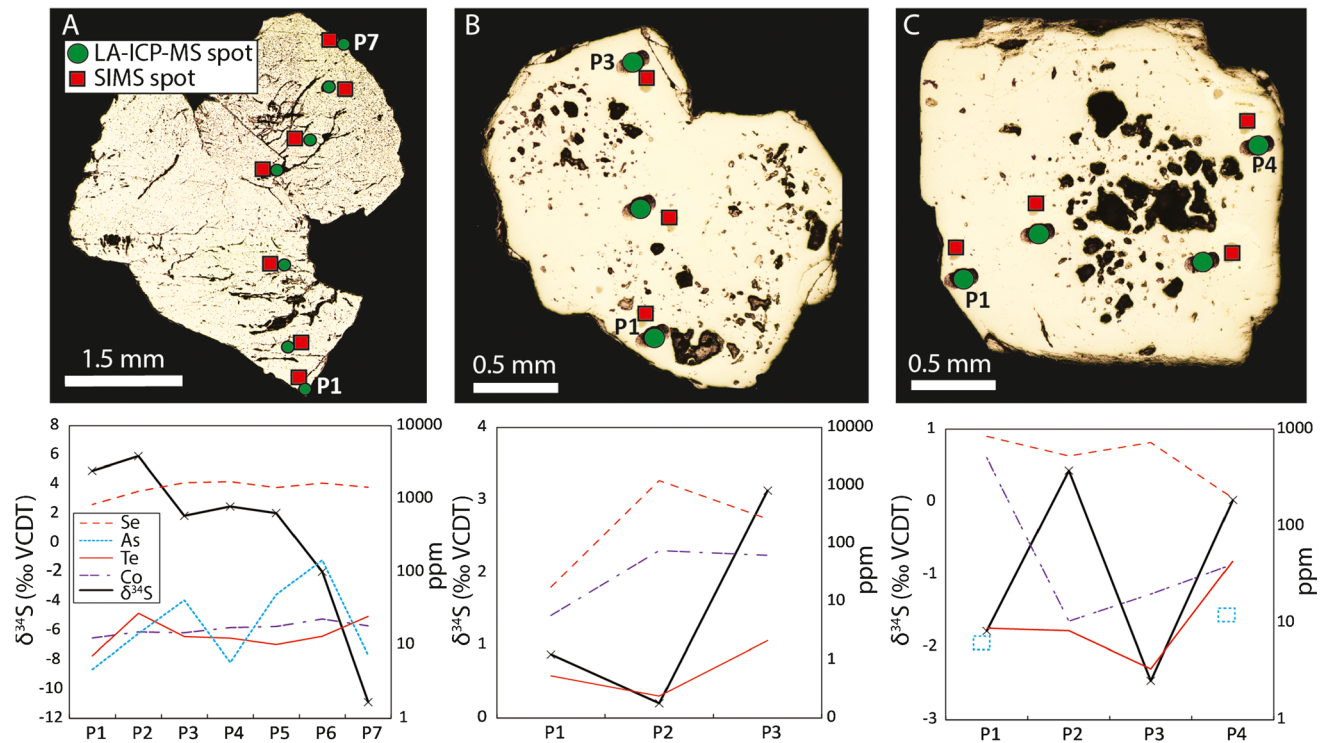 A
LA-ICP-MS spot
SIMS spot
P7
P1
1.5 mm
B
P3
P1
0.5 mm
C
P4
P1
0.5 mm
8
6
4
2
0
-2
-4
-6
-8
-10
-12
δ³⁴S (‰ VCDT)
Se
As
Te
Co
δ³⁴S
10000
1000
100
10
1
ppm
P1 P2 P3 P4 P5 P6 P7
4
3
2
1
0
δ³⁴S (‰ VCDT)
10000
1000
100
10
1
0
ppm
P1 P2 P3
1
0
-1
-2
-3
δ³⁴S (‰ VCDT)
1000
100
10
1
ppm
P1 P2 P3 P4